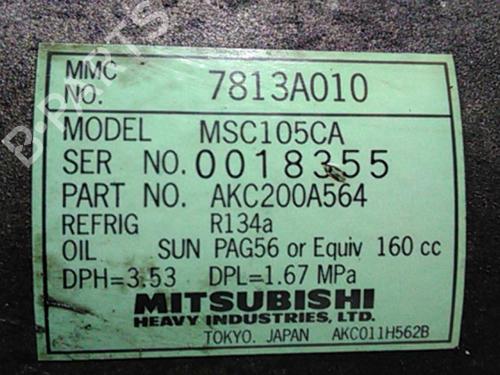 MMC NO. 7813A010
MODEL MSC105CA
SER NO. 0018355
PART NO. AKC200A564
REFRIG R134a
OIL SUN PAG56 or Equiv 160 cc
DPH=3.53 DPL=1.67 MPa
MITSUBISHI
HEAVY INDUSTRIES, LTD.
TOKYO. JAPAN AKC011H562B
B-PARTS